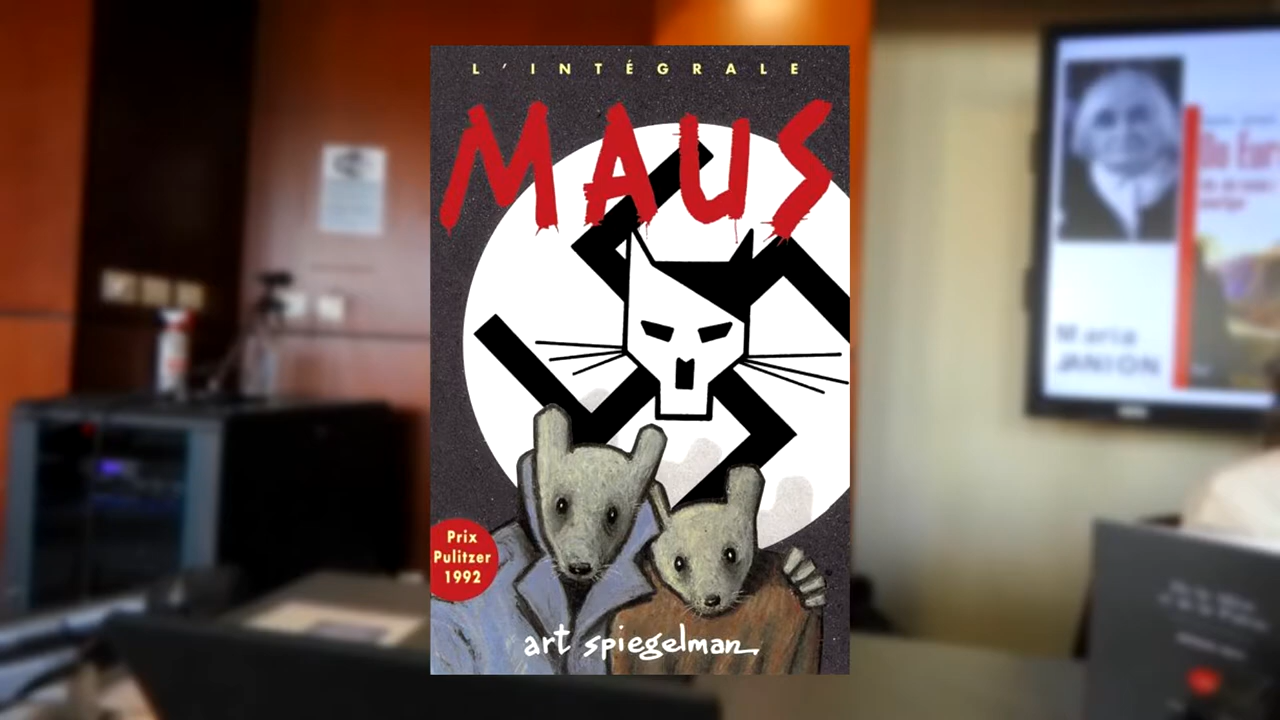 L'INTÉGRALE
MAUS
Prix
Pulitzer
1992
art spiegelman
Maria
JANION